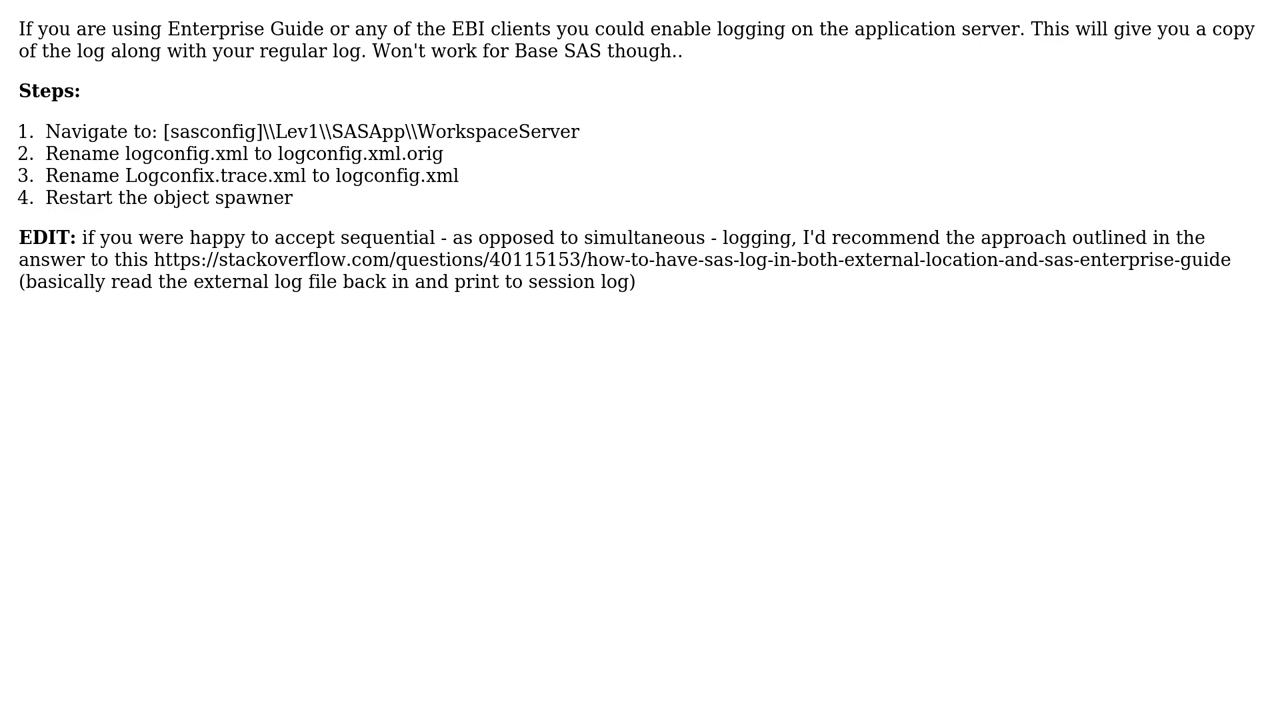 If you are using Enterprise Guide or any of the EBI clients you could enable logging on the application server. This will give you a copy
of the log along with your regular log. Won't work for Base SAS though..
Steps:
1. Navigate to: [sasconfig]\\Lev1\\SASApp\\WorkspaceServer
2. Rename logconfig.xml to logconfig.xml.orig
3. Rename Logconfix.trace.xml to logconfig.xml
4. Restart the object spawner
EDIT: if you were happy to accept sequential - as opposed to simultaneous - logging, I'd recommend the approach outlined in the
answer to this https://stackoverflow.com/questions/40115153/how-to-have-sas-log-in-both-external-location-and-sas-enterprise-guide
(basically read the external log file back in and print to session log)